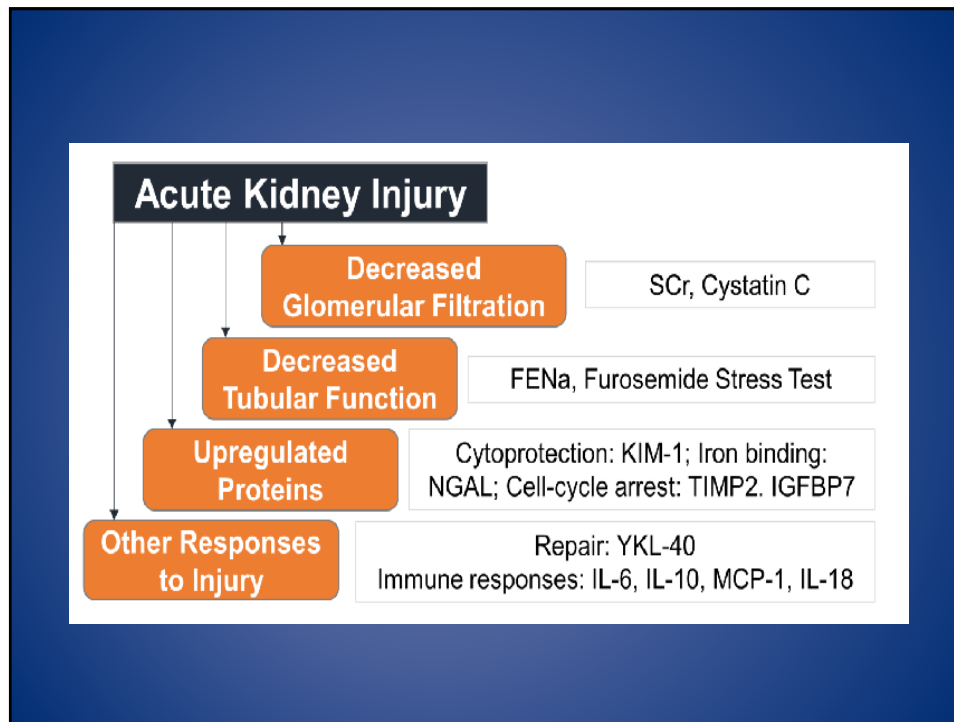 Acute Kidney Injury
Decreased
Glomerular Filtration
SCr, Cystatin C
Decreased
Tubular Function
FENa, Furosemide Stress Test
Upregulated
Proteins
Cytoprotection: KIM-1; Iron binding:
NGAL; Cell-cycle arrest: TIMP2. IGFBP7
Other Responses
to Injury
Repair: YKL-40
Immune responses: IL-6, IL-10, MCP-1, IL-18